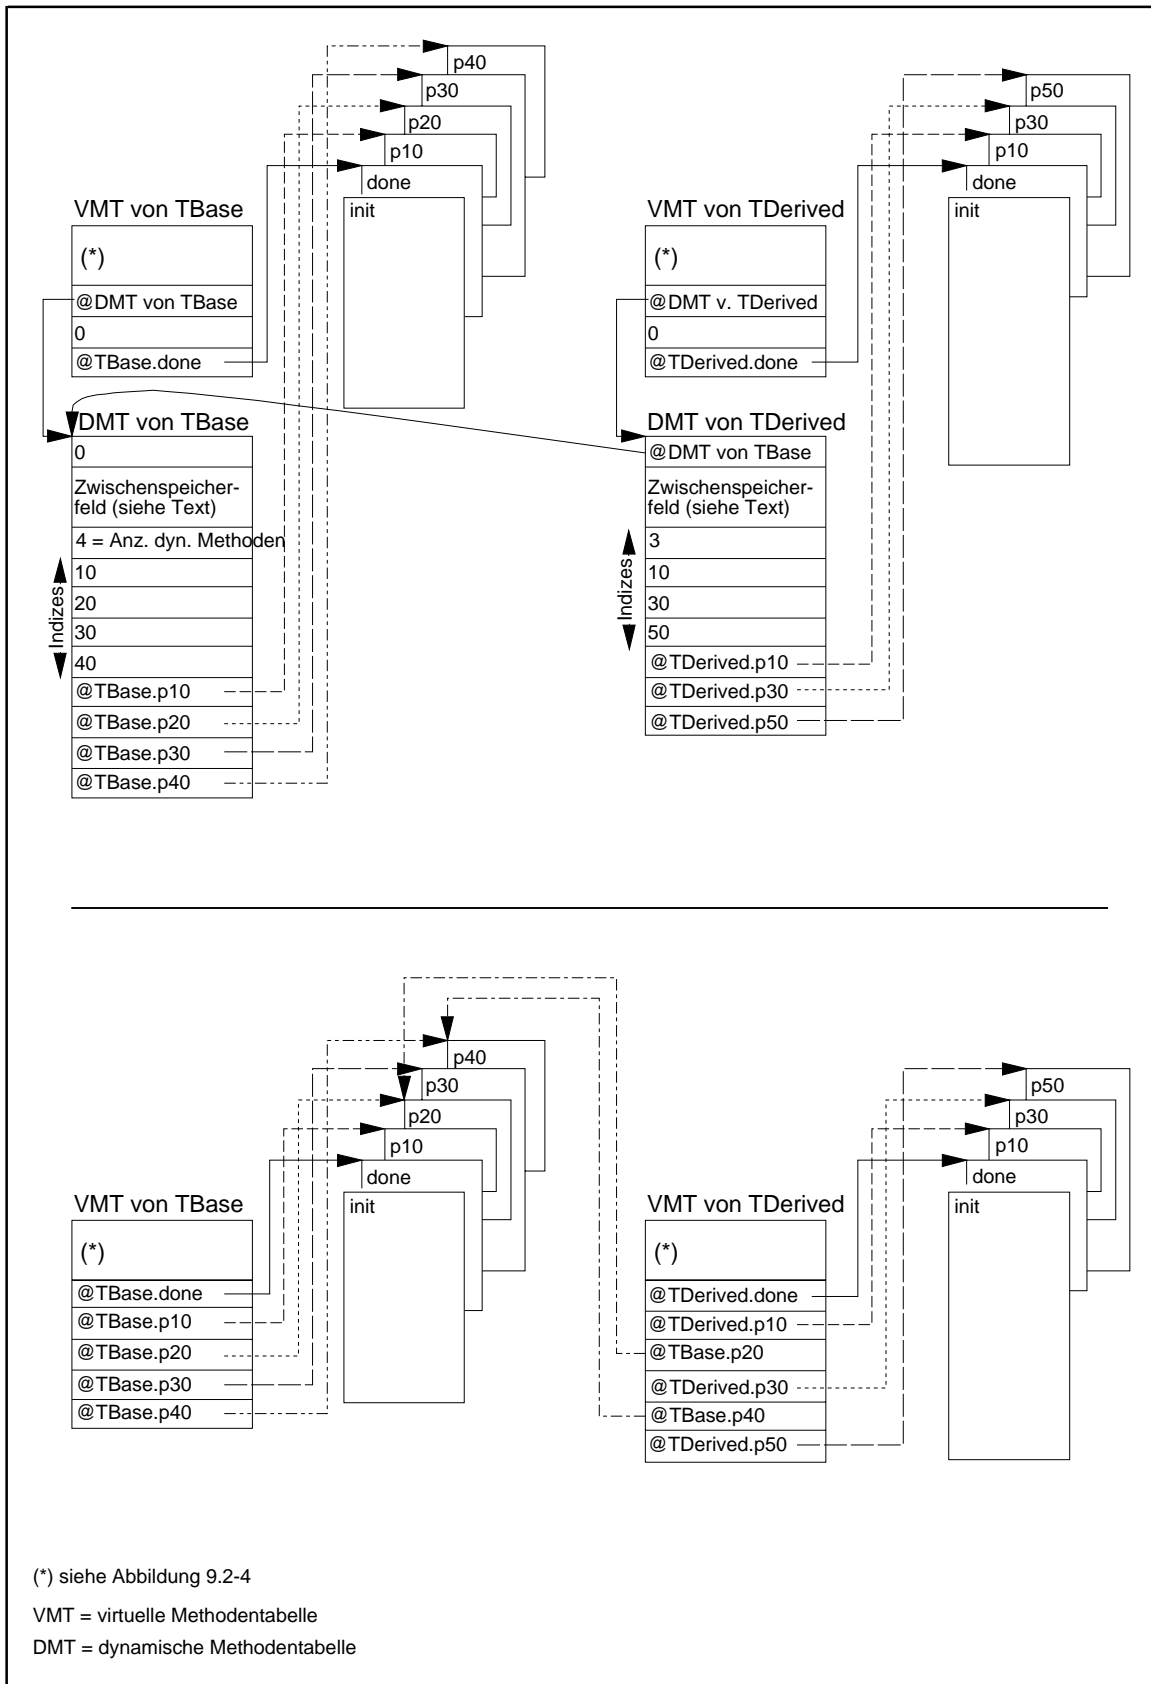 p40
p30
p20
p10
done
init
VMT von TBase
(*)
@DMT von TBase
0
@TBase.done
DMT von TBase
0
Zwischenspeicher-
feld (siehe Text)
4 = Anz. dyn. Methoden
10
20
30
40
Indizes
@TBase.p10
@TBase.p20
@TBase.p30
@TBase.p40
p50
p30
p10
done
init
VMT von TDerived
(*)
@DMT v. TDerived
0
@TDerived.done
DMT von TDerived
@DMT von TBase
Zwischenspeicher-
feld (siehe Text)
3
10
30
50
Indizes
@TDerived.p10
@TDerived.p30
@TDerived.p50
p40
p30
p20
p10
done
init
VMT von TBase
(*)
@TBase.done
@TBase.p10
@TBase.p20
@TBase.p30
@TBase.p40
p50
p30
p10
done
init
VMT von TDerived
(*)
@TDerived.done
@TDerived.p10
@TBase.p20
@TDerived.p30
@TBase.p40
@TDerived.p50
(*) siehe Abbildung 9.2-4
VMT = virtuelle Methodentabelle
DMT = dynamische Methodentabelle